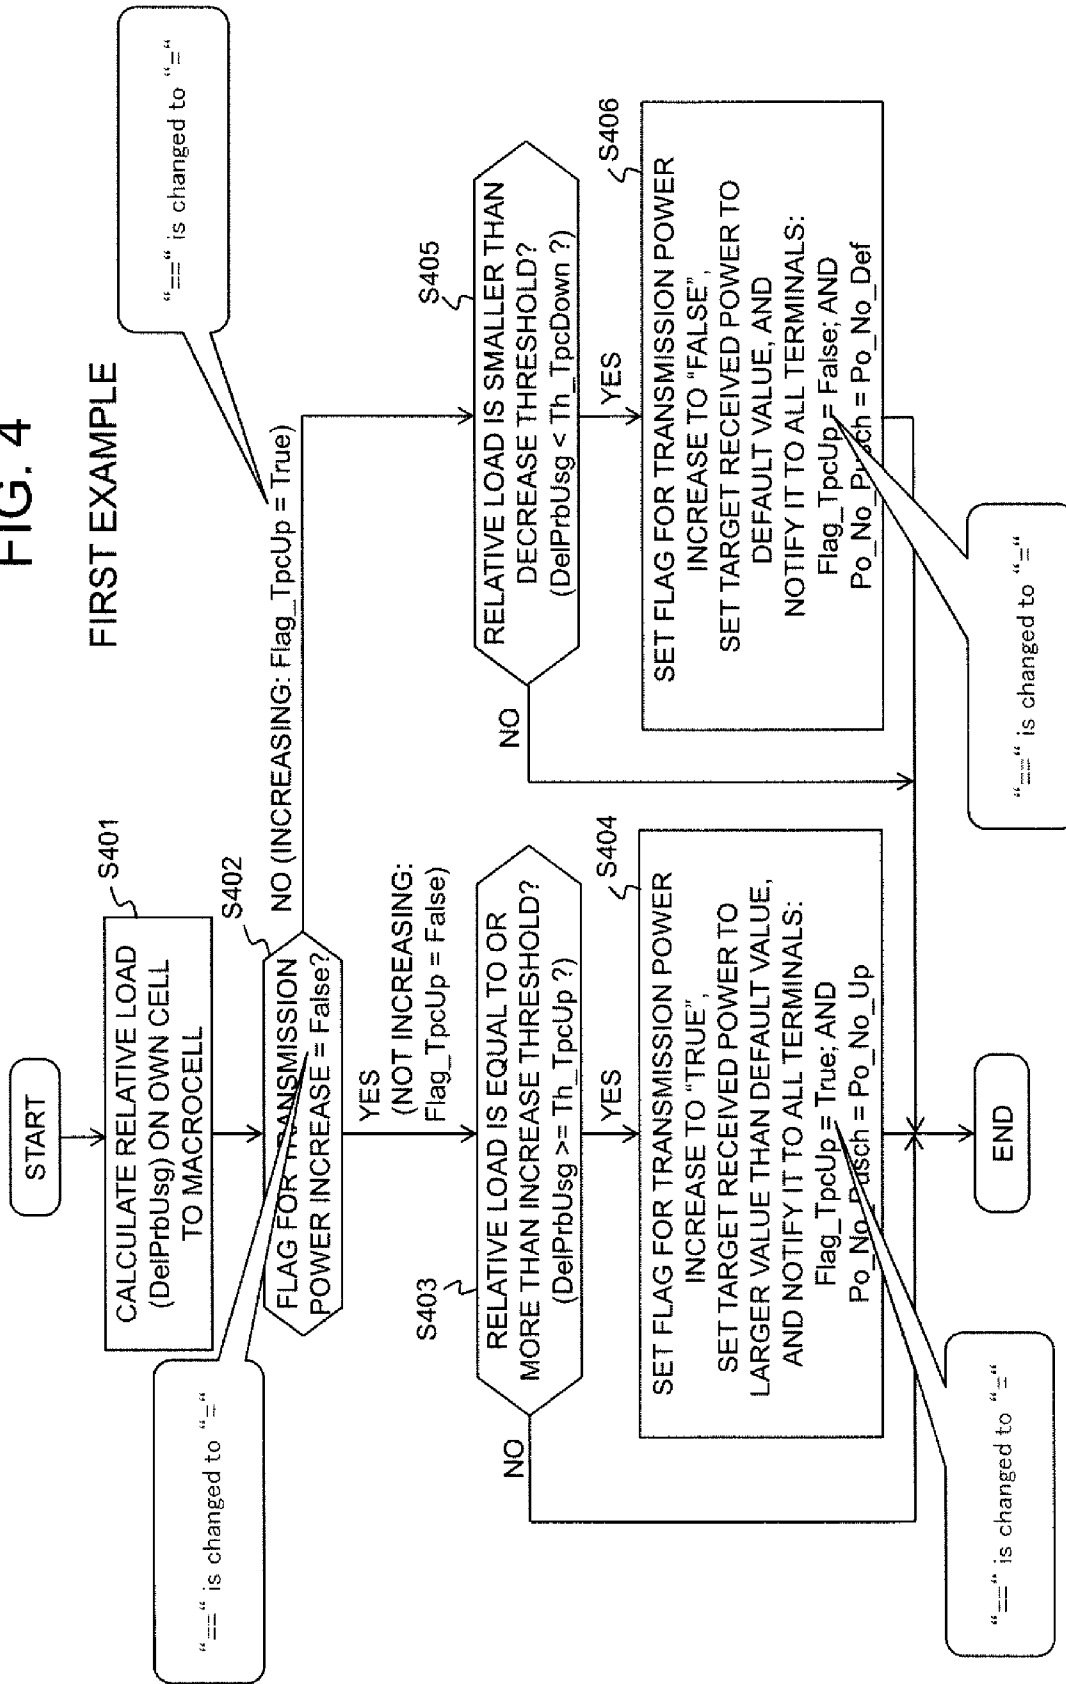 FIG. 4
FIRST EXAMPLE
START
S401
CALCULATE RELATIVE LOAD
(DelPrbUsg) ON OWN CELL
TO MACROCELL
S402
FLAG FOR TRANSMISSION
POWER INCREASE = False?
"==" is changed to "="
NO (INCREASING: Flag_TpcUp = True)
"==" is changed to "="
YES
(NOT INCREASING:
Flag_TpcUp = False)
S403
RELATIVE LOAD IS EQUAL TO OR
MORE THAN INCREASE THRESHOLD?
(DelPrbUsg >= Th_TpcUp ?)
NO
YES
S404
SET FLAG FOR TRANSMISSION POWER
INCREASE TO "TRUE",
SET TARGET RECEIVED POWER TO
LARGER VALUE THAN DEFAULT VALUE,
AND NOTIFY IT TO ALL TERMINALS:
Flag_TpcUp = True; AND
Po_No_Pusch = Po_No_Up
"==" is changed to "="
S405
RELATIVE LOAD IS SMALLER THAN
DECREASE THRESHOLD?
(DelPrbUsg < Th_TpcDown ?)
NO
YES
S406
SET FLAG FOR TRANSMISSION POWER
INCREASE TO "FALSE",
SET TARGET RECEIVED POWER TO
DEFAULT VALUE, AND
NOTIFY IT TO ALL TERMINALS:
Flag_TpcUp = False; AND
Po_No_Pusch = Po_No_Def
"==" is changed to "="
END